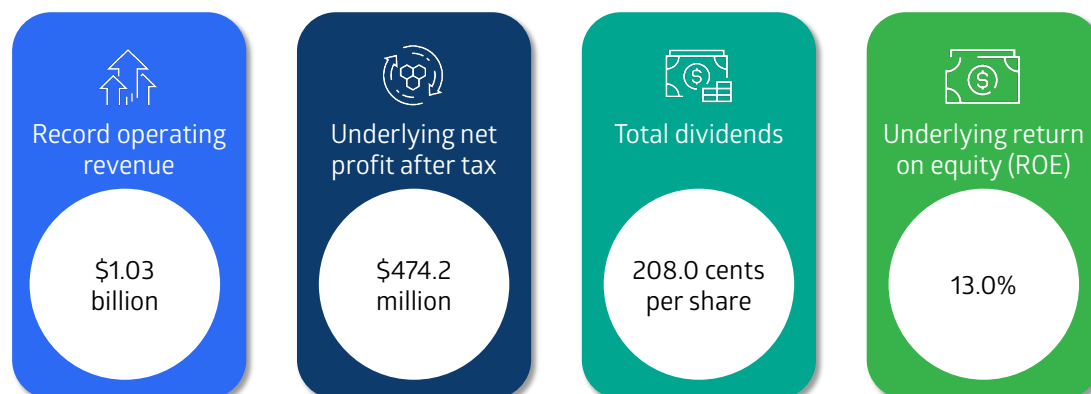 Record operating
revenue
$1.03
billion
Underlying net
profit after tax
$474.2
million
Total dividends
208.0 cents
per share
Underlying return
on equity (ROE)
13.0%